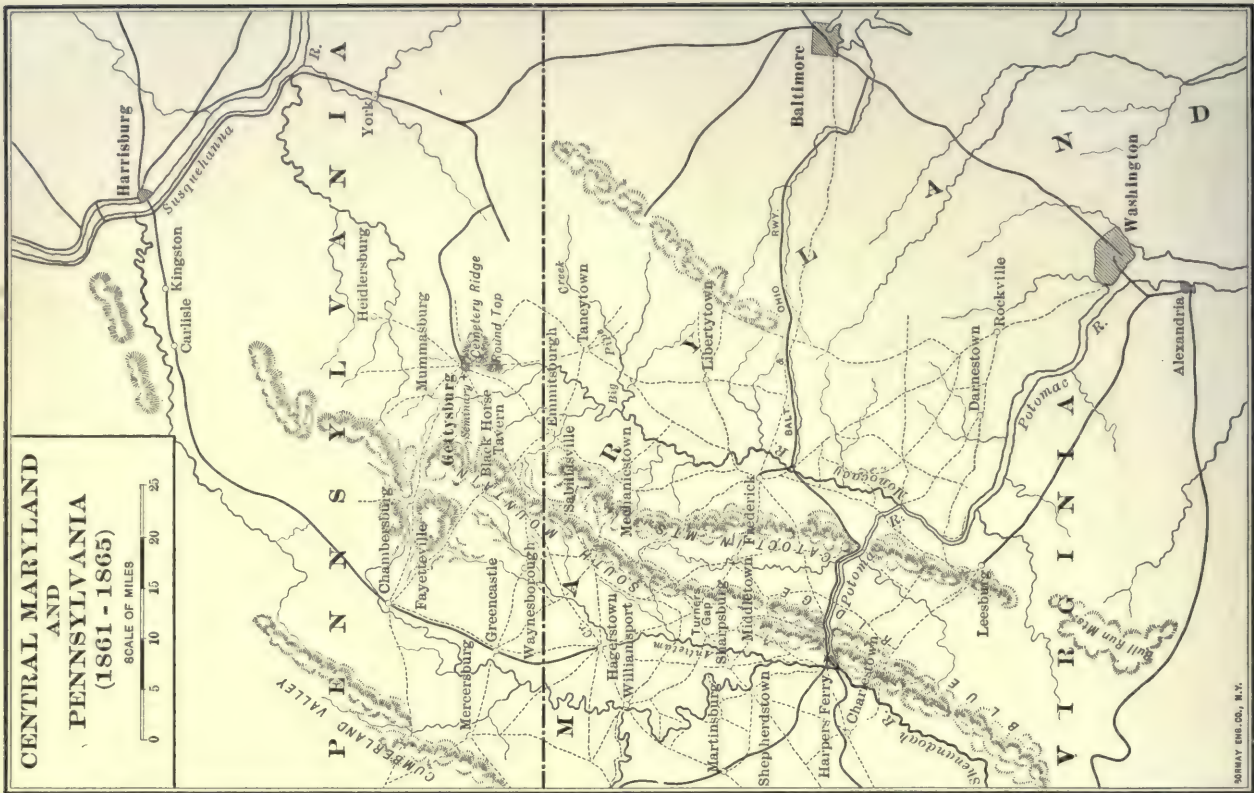 CENTRAL MARYLAND
AND
PENNSYLVANIA
(1861 - 1865)
SCALE OF MILES
0 5 10 15 20 25
Harrisburg
Susquehanna
R.
Kingston
Carlisle
York
PENNSYLVANIA
Heidlersburg
Mummasburg
Gettysburg
Seminary
Cemetery Ridge
Round Top
Black Horse
Tavern
Chambersburg
Fayetteville
Greencastle
Waynesborough
Mercersburg
CUMBERLAND VALLEY
SOUTH MOUNTAIN
Emmitsburgh
Sabillsville
Mechanicstown
Taneytown
Big Pipe Creek
MARYLAND
Hagerstown
Williamsport
Turners
Gap
Antietam
Sharpsburg
Middletown
Frederick
CATOCTIN MTS.
Libertytown
BALT. & OHIO RWY.
Baltimore
Monocacy
R.
Martinsburg
Shepherdstown
Harpers Ferry
Charlestown
Shenandoah R.
BLUE RIDGE
Potomac
R.
Leesburg
Darnestown
Rockville
Washington
Potomac
R.
Alexandria
Bull Run Mts.
VIRGINIA
BORMAY ENG. CO., N.Y.